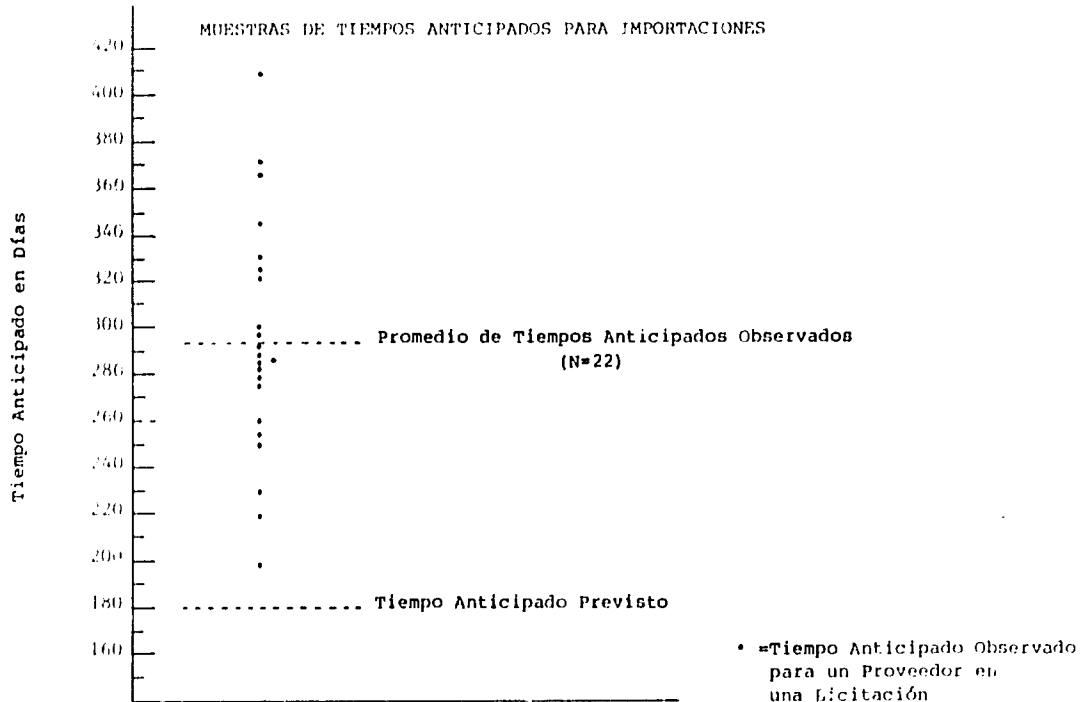 MUESTRAS DE TIEMPOS ANTICIPADOS PARA IMPORTACIONES
Tiempo Anticipado en Días
420
400
380
360
340
320
300
280
260
240
220
200
180
160
Promedio de Tiempos Anticipados Observados
(N=22)
Tiempo Anticipado Previsto
• =Tiempo Anticipado Observado
para un Proveedor en
una Licitación